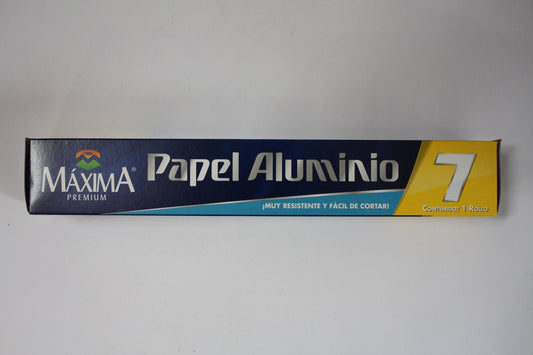 MÁXIMA®
PREMIUM
Papel Aluminio
¡MUY RESISTENTE Y FÁCIL DE CORTAR!
7
CONTENIDO: 1 ROLLO